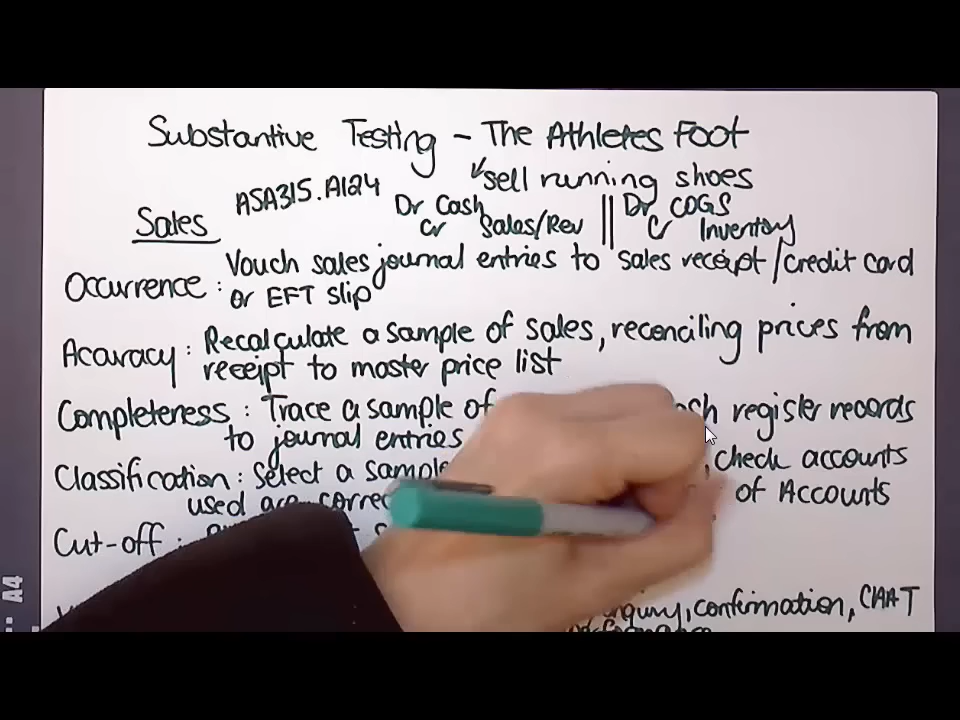 Substantive Testing - The Athletes Foot
sell running shoes
ASA315.A124
Dr Cash
Cr Sales/Rev
Dr COGS
Cr Inventory
Sales
Occurrence : Vouch sales journal entries to sales receipt/credit card
or EFT slip
Acaracy : Recalculate a sample of sales, reconciling prices from
receipt to master price list
Completeness : Trace a sample of register records
to journal entries
Classification : Select a sample , check accounts
used are of Accounts
Cut-off :
confirmation, CAAT
A4